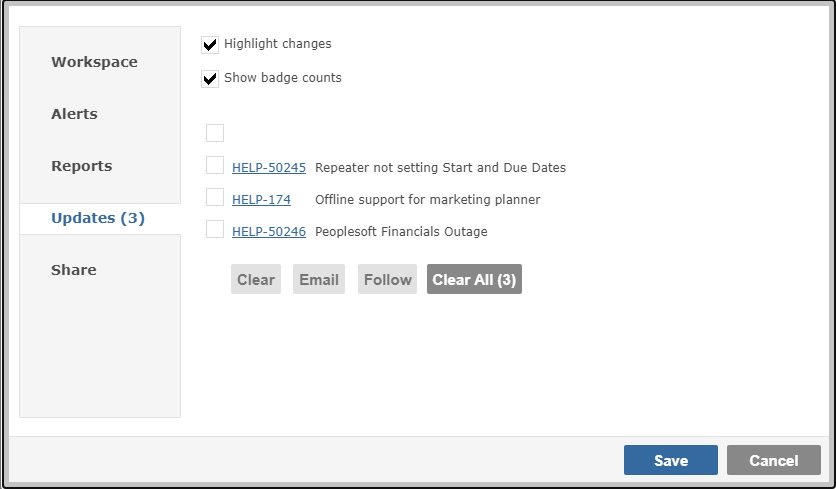 Workspace
Alerts
Reports
Updates (3)
Share
Highlight changes
Show badge counts
HELP-50245 Repeater not setting Start and Due Dates
HELP-174 Offline support for marketing planner
HELP-50246 Peoplesoft Financials Outage
Clear Email Follow Clear All (3)
Save Cancel